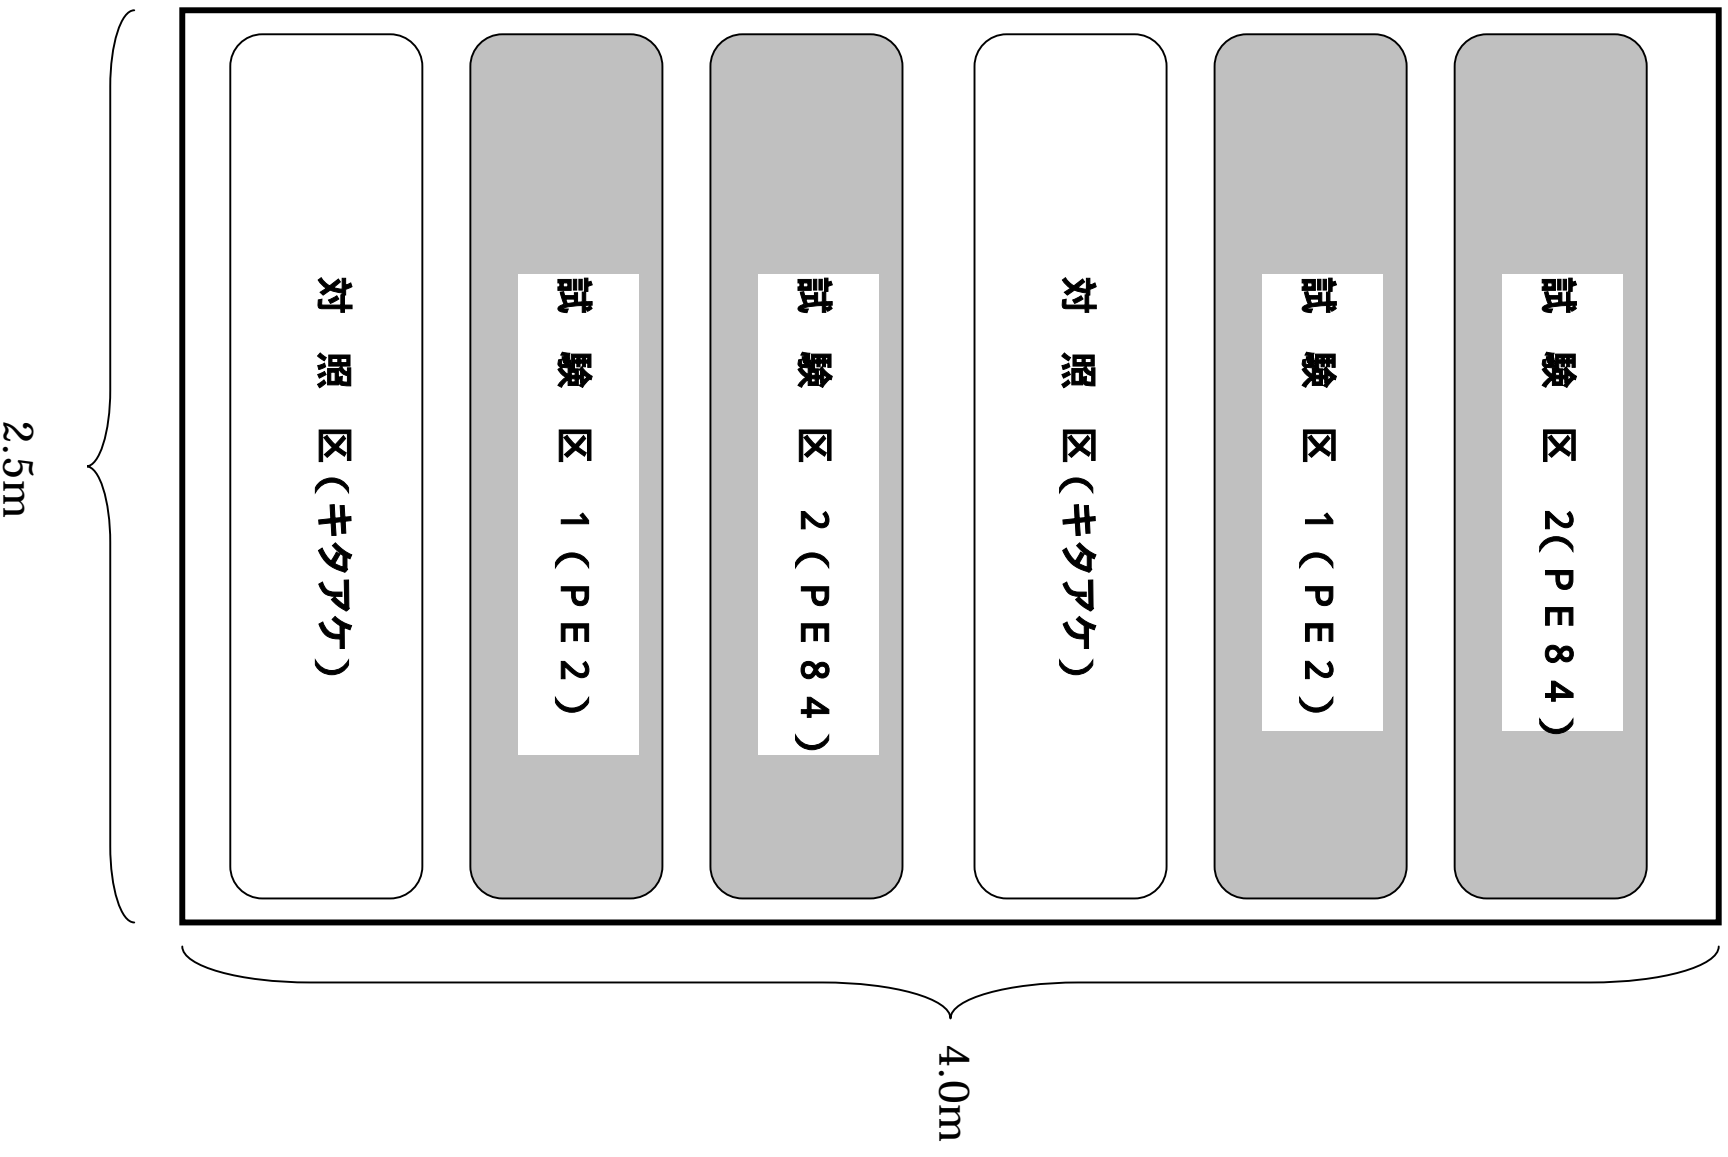 対 照 区(キタアケ)
試 験 区 1(PE2)
試 験 区 2(PE84)
対 照 区(キタアケ)
試 験 区 1(PE2)
試 験 区 2(PE84)
2.5m
4.0m